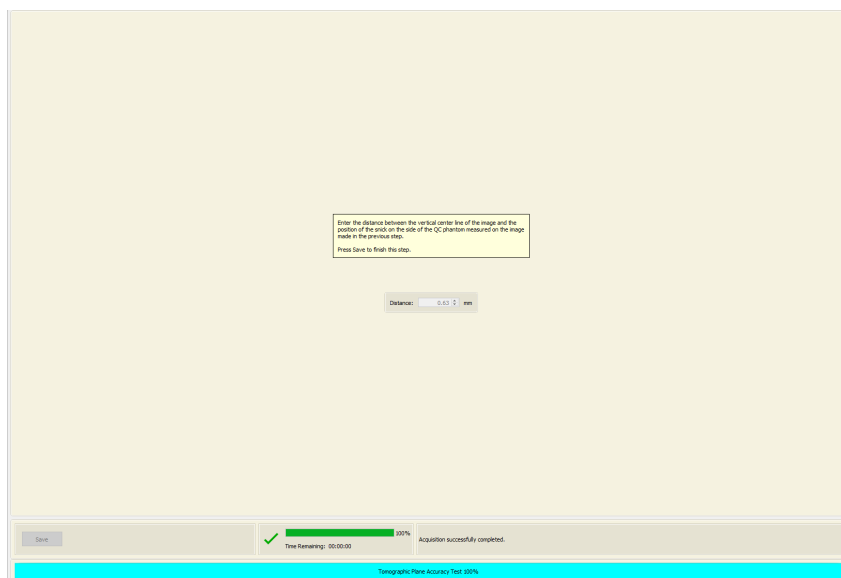 Enter the distance between the vertical center line of the image and the
position of the snick on the side of the QC phantom measured on the image
made in the previous step.
Press Save to finish this step.
Distance: 0.63 mm
Save
100%
Time Remaining: 00:00:00
Acquisition successfully completed.
Tomographic Plane Accuracy Test 100%